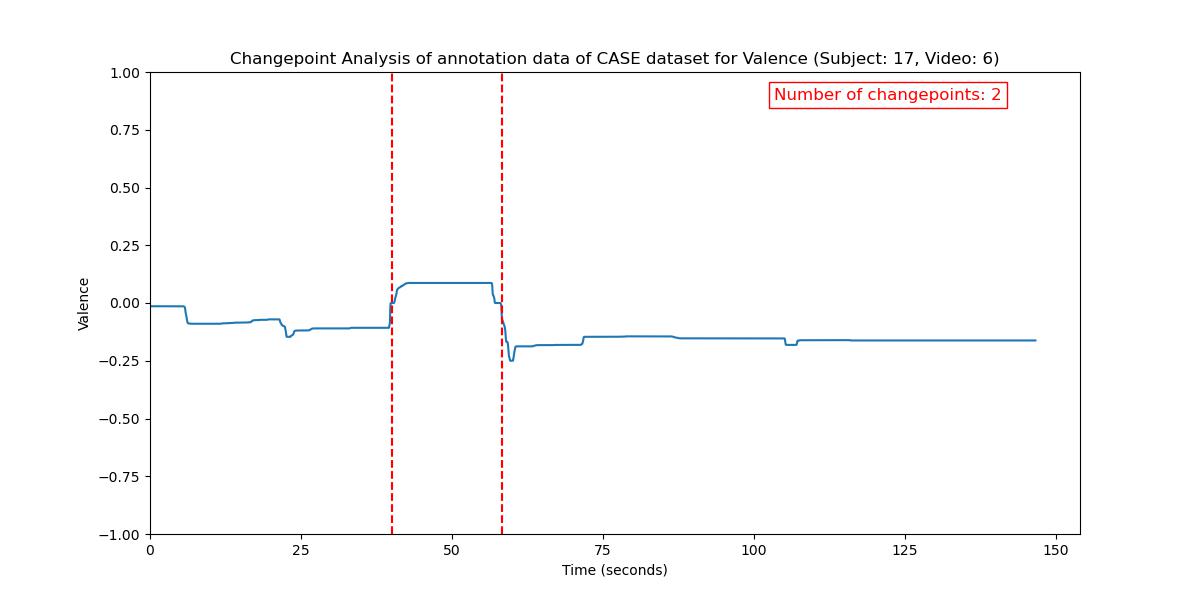 Changepoint Analysis of annotation data of CASE dataset for Valence (Subject: 17, Video: 6)
Number of changepoints: 2
1.00
0.75
0.50
0.25
0.00
−0.25
−0.50
−0.75
−1.00
Valence
0 25 50 75 100 125 150
Time (seconds)